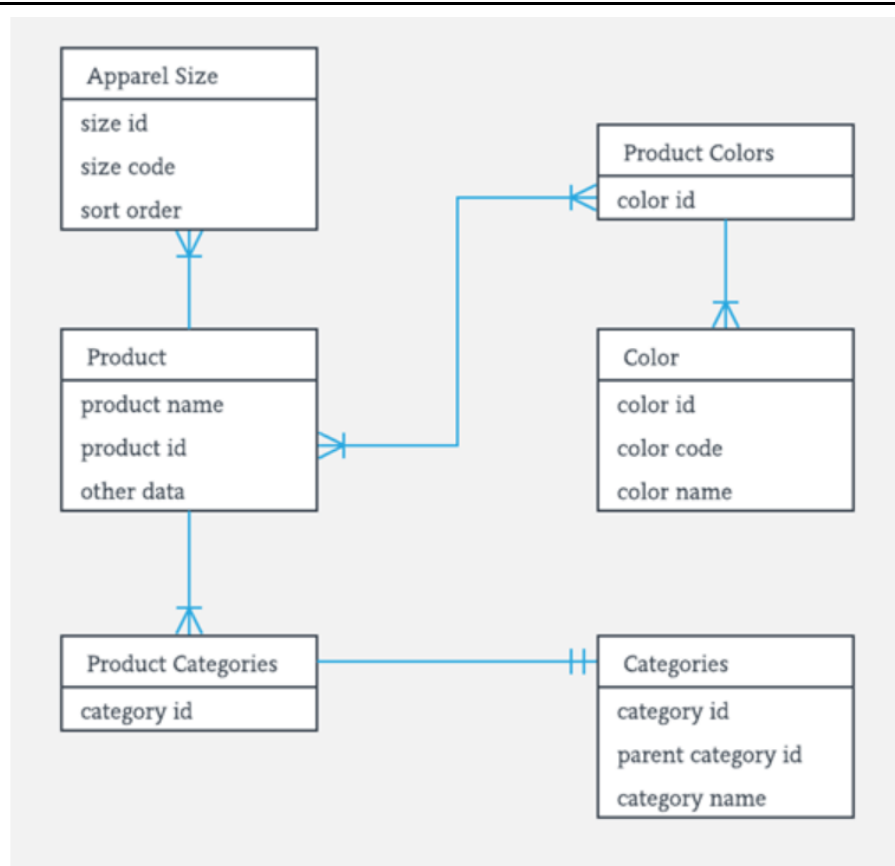 Apparel Size
size id
size code
sort order
Product Colors
color id
Product
product name
product id
other data
Color
color id
color code
color name
Product Categories
category id
Categories
category id
parent category id
category name